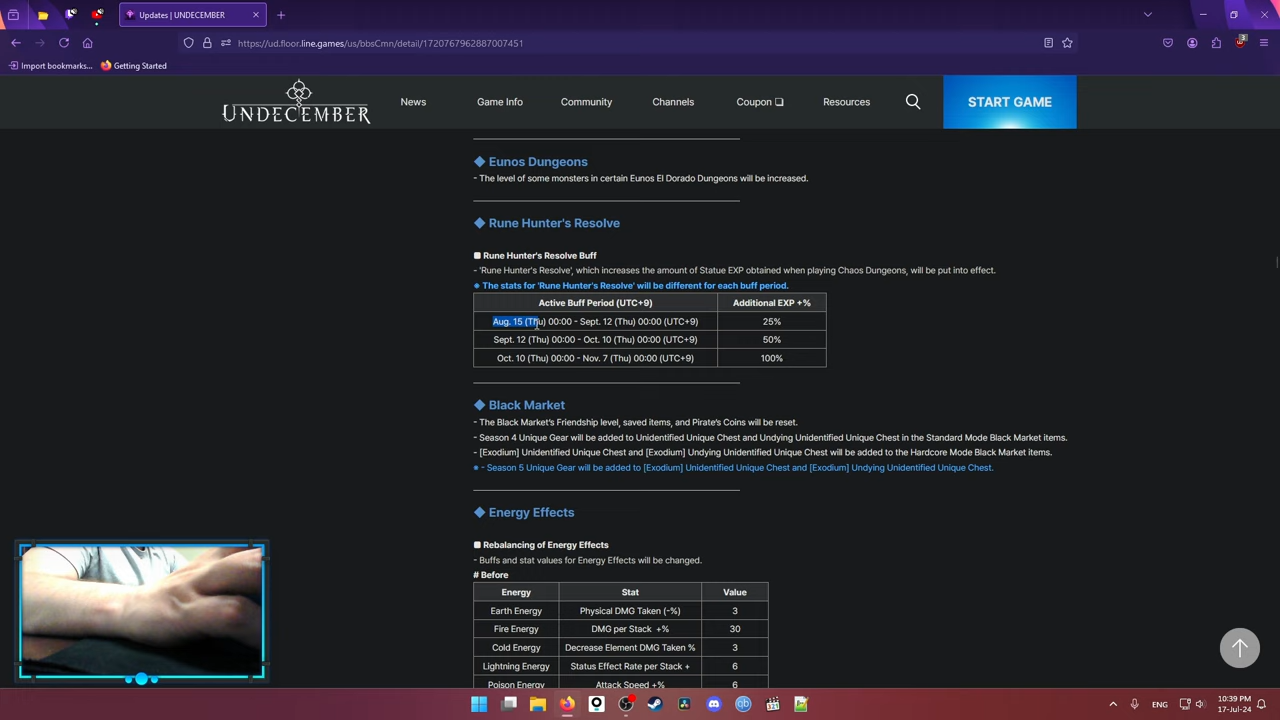 Updates | UNDECEMBER
https://ud.floor.line.games/us/bbsCmn/detail/1720767962887007451
3
Import bookmarks...
Getting Started
UNDECEMBER
News
Game Info
Community
Channels
Coupon ❏
Resources
START GAME
◆ Eunos Dungeons
- The level of some monsters in certain Eunos El Dorado Dungeons will be increased.
◆ Rune Hunter's Resolve
■ Rune Hunter's Resolve Buff
- 'Rune Hunter's Resolve', which increases the amount of Statue EXP obtained when playing Chaos Dungeons, will be put into effect.
※ The stats for 'Rune Hunter's Resolve' will be different for each buff period.
Active Buff Period (UTC+9) Additional EXP +%
Aug. 15 (Thu) 00:00 - Sept. 12 (Thu) 00:00 (UTC+9) 25%
Sept. 12 (Thu) 00:00 - Oct. 10 (Thu) 00:00 (UTC+9) 50%
Oct. 10 (Thu) 00:00 - Nov. 7 (Thu) 00:00 (UTC+9) 100%
◆ Black Market
- The Black Market's Friendship level, saved items, and Pirate's Coins will be reset.
- Season 4 Unique Gear will be added to Unidentified Unique Chest and Undying Unidentified Unique Chest in the Standard Mode Black Market items.
- [Exodium] Unidentified Unique Chest and [Exodium] Undying Unidentified Unique Chest will be added to the Hardcore Mode Black Market items.
※ - Season 5 Unique Gear will be added to [Exodium] Unidentified Unique Chest and [Exodium] Undying Unidentified Unique Chest.
◆ Energy Effects
■ Rebalancing of Energy Effects
- Buffs and stat values for Energy Effects will be changed.
# Before
Energy Stat Value
Earth Energy Physical DMG Taken (-%) 3
Fire Energy DMG per Stack +% 30
Cold Energy Decrease Element DMG Taken % 3
Lightning Energy Status Effect Rate per Stack + 6
Poison Energy Attack Speed +% 6
ENG
10:39 PM
17-Jul-24